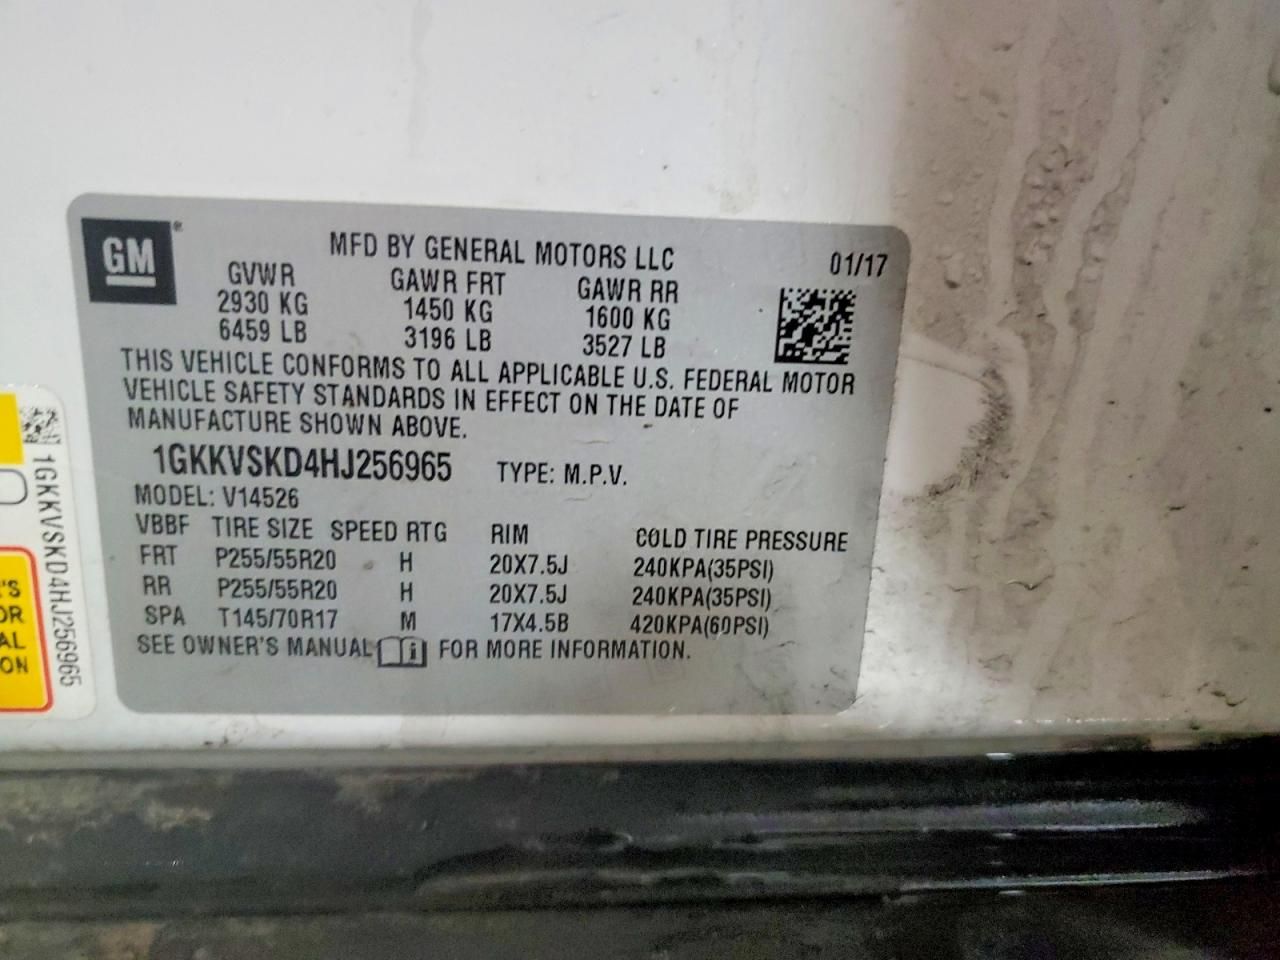 GM®
MFD BY GENERAL MOTORS LLC 01/17
GVWR GAWR FRT GAWR RR
2930 KG 1450 KG 1600 KG
6459 LB 3196 LB 3527 LB
THIS VEHICLE CONFORMS TO ALL APPLICABLE U.S. FEDERAL MOTOR
VEHICLE SAFETY STANDARDS IN EFFECT ON THE DATE OF
MANUFACTURE SHOWN ABOVE.
1GKKVSKD4HJ256965 TYPE: M.P.V.
MODEL: V14526
VBBF TIRE SIZE SPEED RTG RIM COLD TIRE PRESSURE
FRT P255/55R20 H 20X7.5J 240KPA(35PSI)
RR P255/55R20 H 20X7.5J 240KPA(35PSI)
SPA T145/70R17 M 17X4.5B 420KPA(60PSI)
SEE OWNER'S MANUAL FOR MORE INFORMATION.
1GKKVSKD4HJ256965
'S
OR
AL
ON